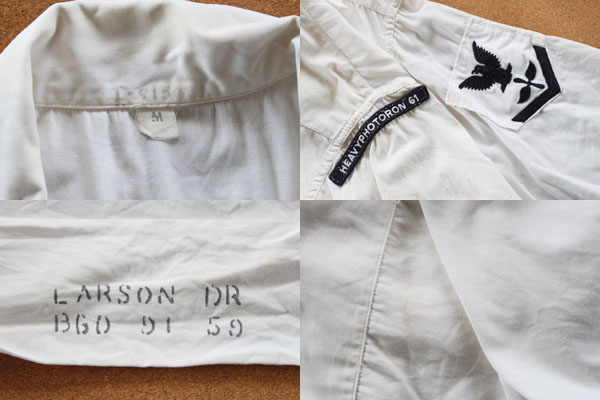 M
HEAVYPHOTORON 61
LARSON DR
B60 91 59